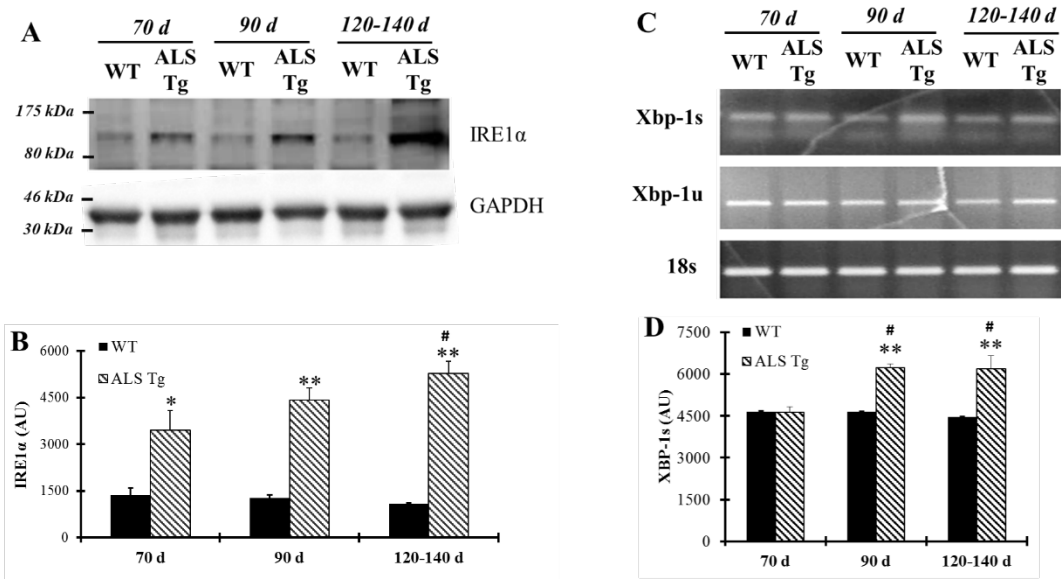 A
70 d
90 d
120-140 d
WT
ALS
Tg
WT
ALS
Tg
WT
ALS
Tg
175 kDa
80 kDa
IRE1α
46 kDa
30 kDa
GAPDH
C
70 d
90 d
120-140 d
WT
ALS
Tg
WT
ALS
Tg
WT
ALS
Tg
Xbp-1s
Xbp-1u
18s
B
WT
ALS Tg
IRE1α (AU)
6000
4500
3000
1500
0
*
**
#
**
70 d
90 d
120-140 d
D
WT
ALS Tg
XBP-1s (AU)
7500
6000
4500
3000
1500
0
#
**
#
**
70 d
90 d
120-140 d